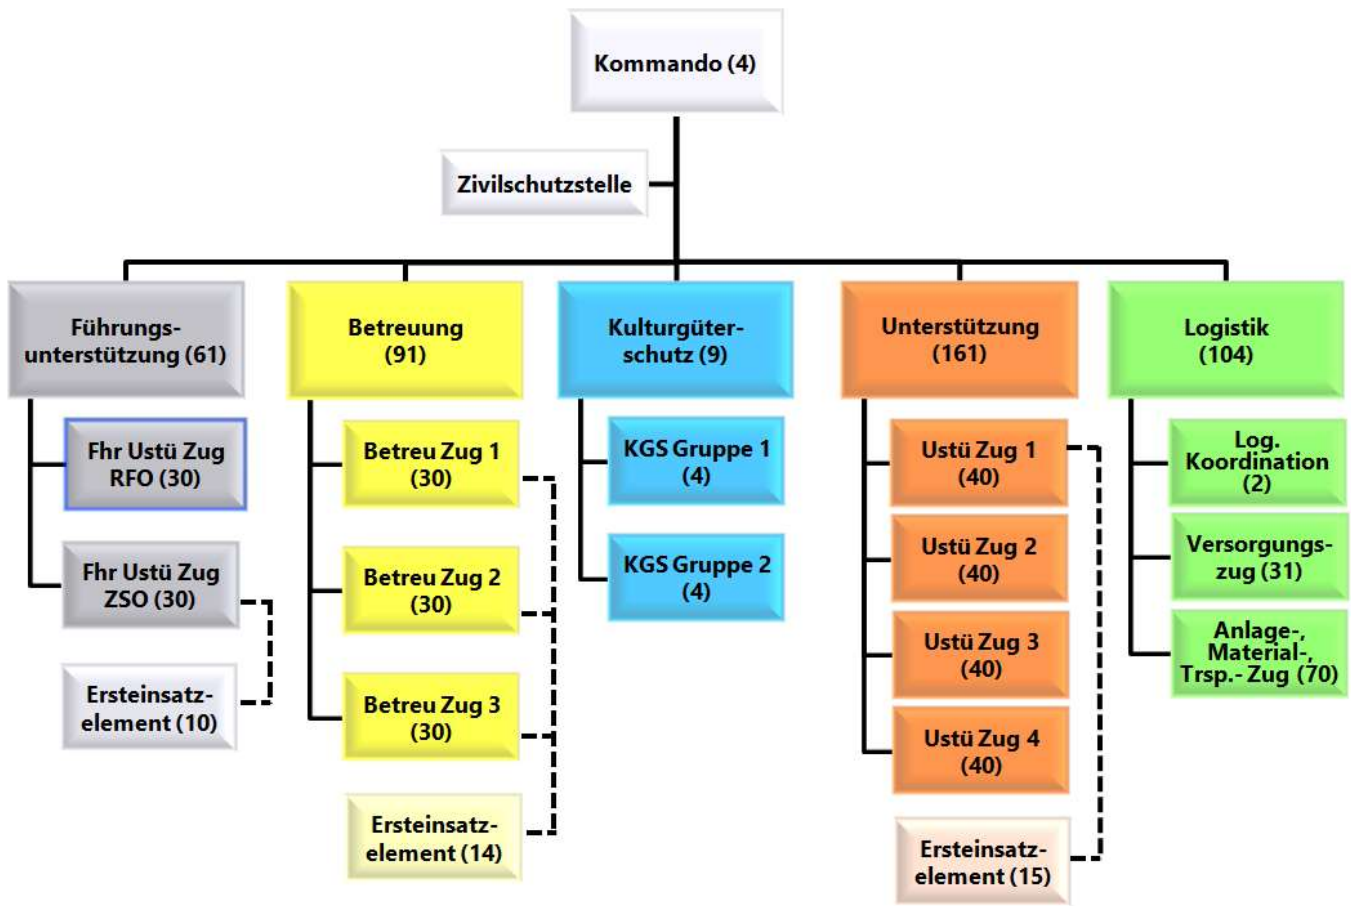 Kommando (4)
Zivilschutzstelle
Führungs-
unterstützung (61)
Betreuung
(91)
Kulturgüter-
schutz (9)
Unterstützung
(161)
Logistik
(104)
Fhr Ustü Zug
RFO (30)
Fhr Ustü Zug
ZSO (30)
Ersteinsatz-
element (10)
Betreu Zug 1
(30)
Betreu Zug 2
(30)
Betreu Zug 3
(30)
Ersteinsatz-
element (14)
KGS Gruppe 1
(4)
KGS Gruppe 2
(4)
Ustü Zug 1
(40)
Ustü Zug 2
(40)
Ustü Zug 3
(40)
Ustü Zug 4
(40)
Ersteinsatz-
element (15)
Log.
Koordination
(2)
Versorgungs-
zug (31)
Anlage-,
Material-,
Trsp.- Zug (70)